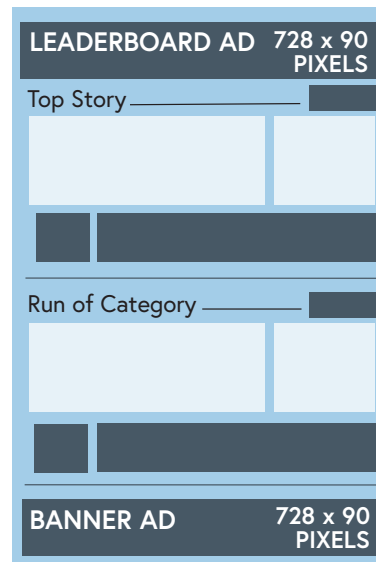 LEADERBOARD AD 728 x 90
PIXELS
Top Story
Run of Category
BANNER AD 728 x 90
PIXELS